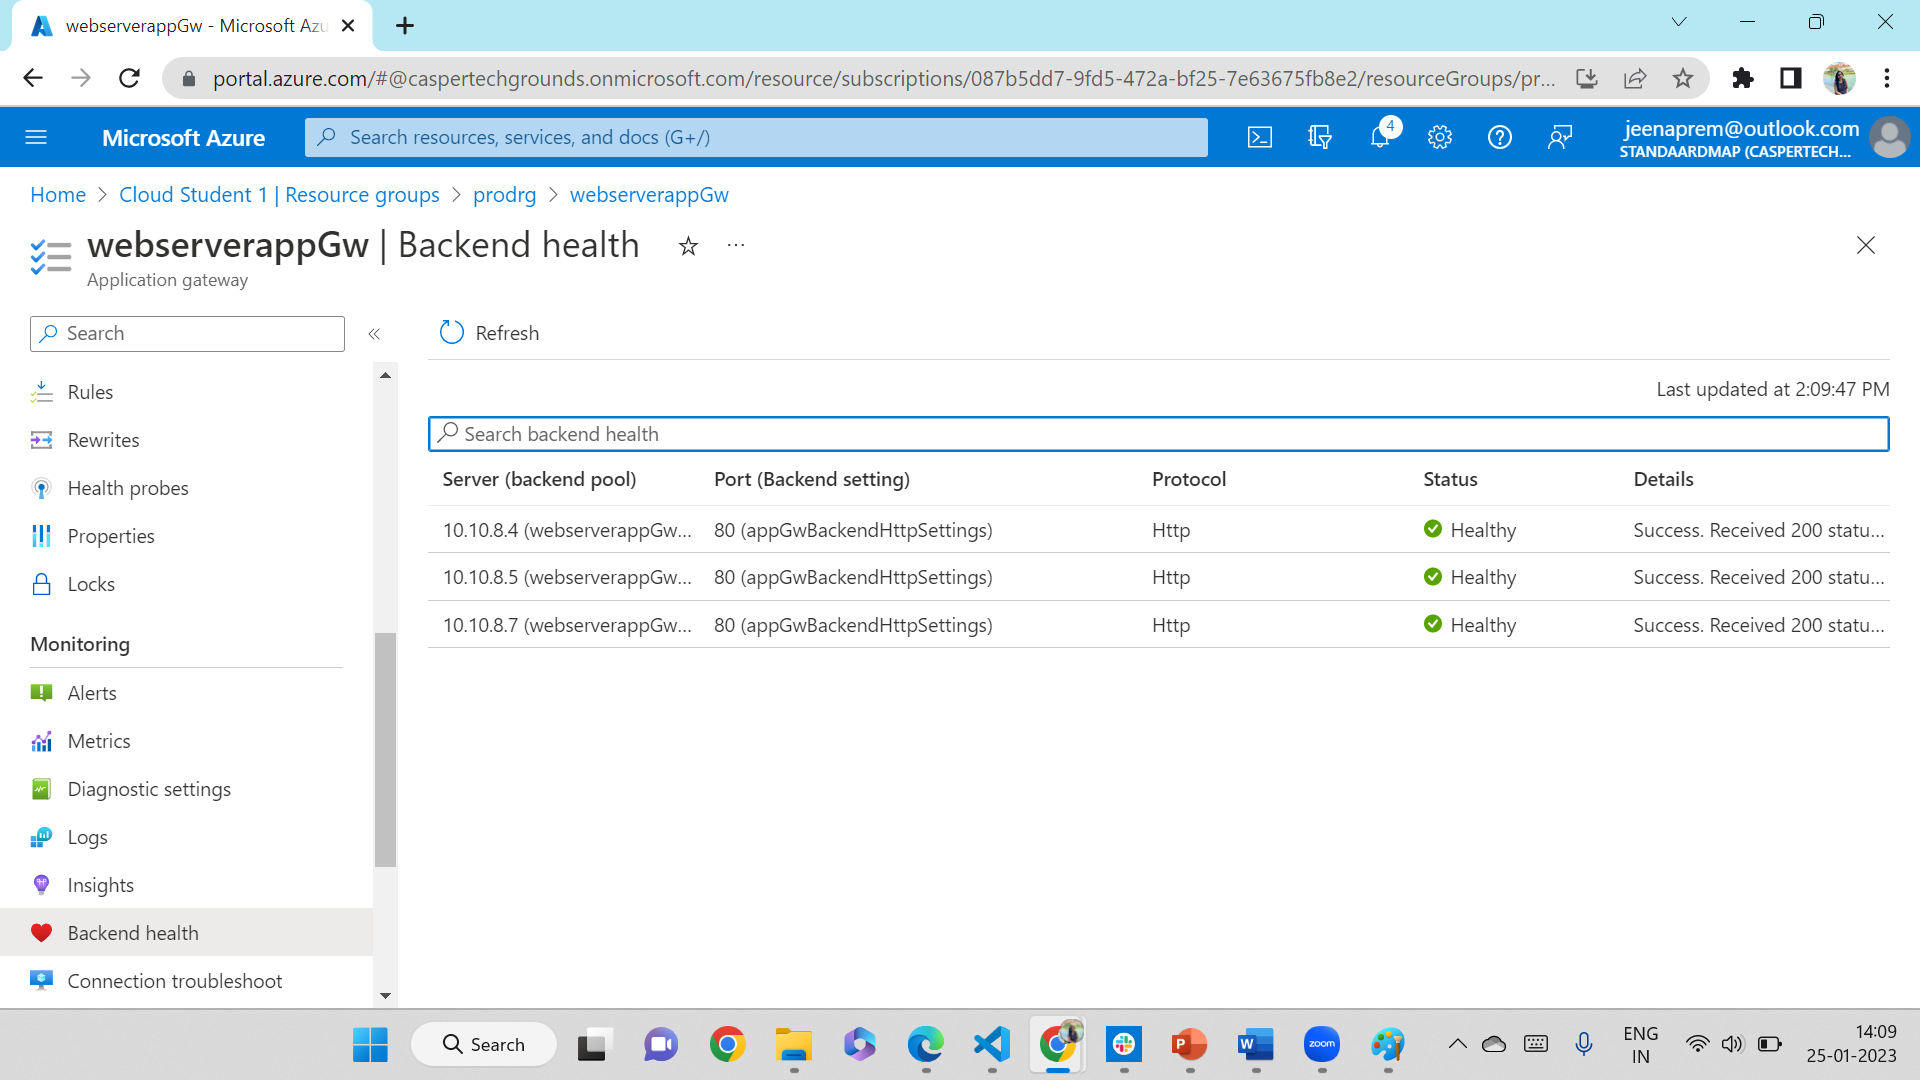 webserverappGw - Microsoft Azu
portal.azure.com/#@caspertechgrounds.onmicrosoft.com/resource/subscriptions/087b5dd7-9fd5-472a-bf25-7e63675fb8e2/resourceGroups/pr...
Microsoft Azure
Search resources, services, and docs (G+/)
4
jeenaprem@outlook.com
STANDAARDMAP (CASPERTECH...
Home > Cloud Student 1 | Resource groups > prodrg > webserverappGw
webserverappGw | Backend health
Application gateway
Search
Rules
Rewrites
Health probes
Properties
Locks
Monitoring
Alerts
Metrics
Diagnostic settings
Logs
Insights
Backend health
Connection troubleshoot
Refresh
Last updated at 2:09:47 PM
Search backend health
Server (backend pool) Port (Backend setting) Protocol Status Details
10.10.8.4 (webserverappGw... 80 (appGwBackendHttpSettings) Http Healthy Success. Received 200 statu...
10.10.8.5 (webserverappGw... 80 (appGwBackendHttpSettings) Http Healthy Success. Received 200 statu...
10.10.8.7 (webserverappGw... 80 (appGwBackendHttpSettings) Http Healthy Success. Received 200 statu...
Search
P
W
zoom
ENG
IN
14:09
25-01-2023